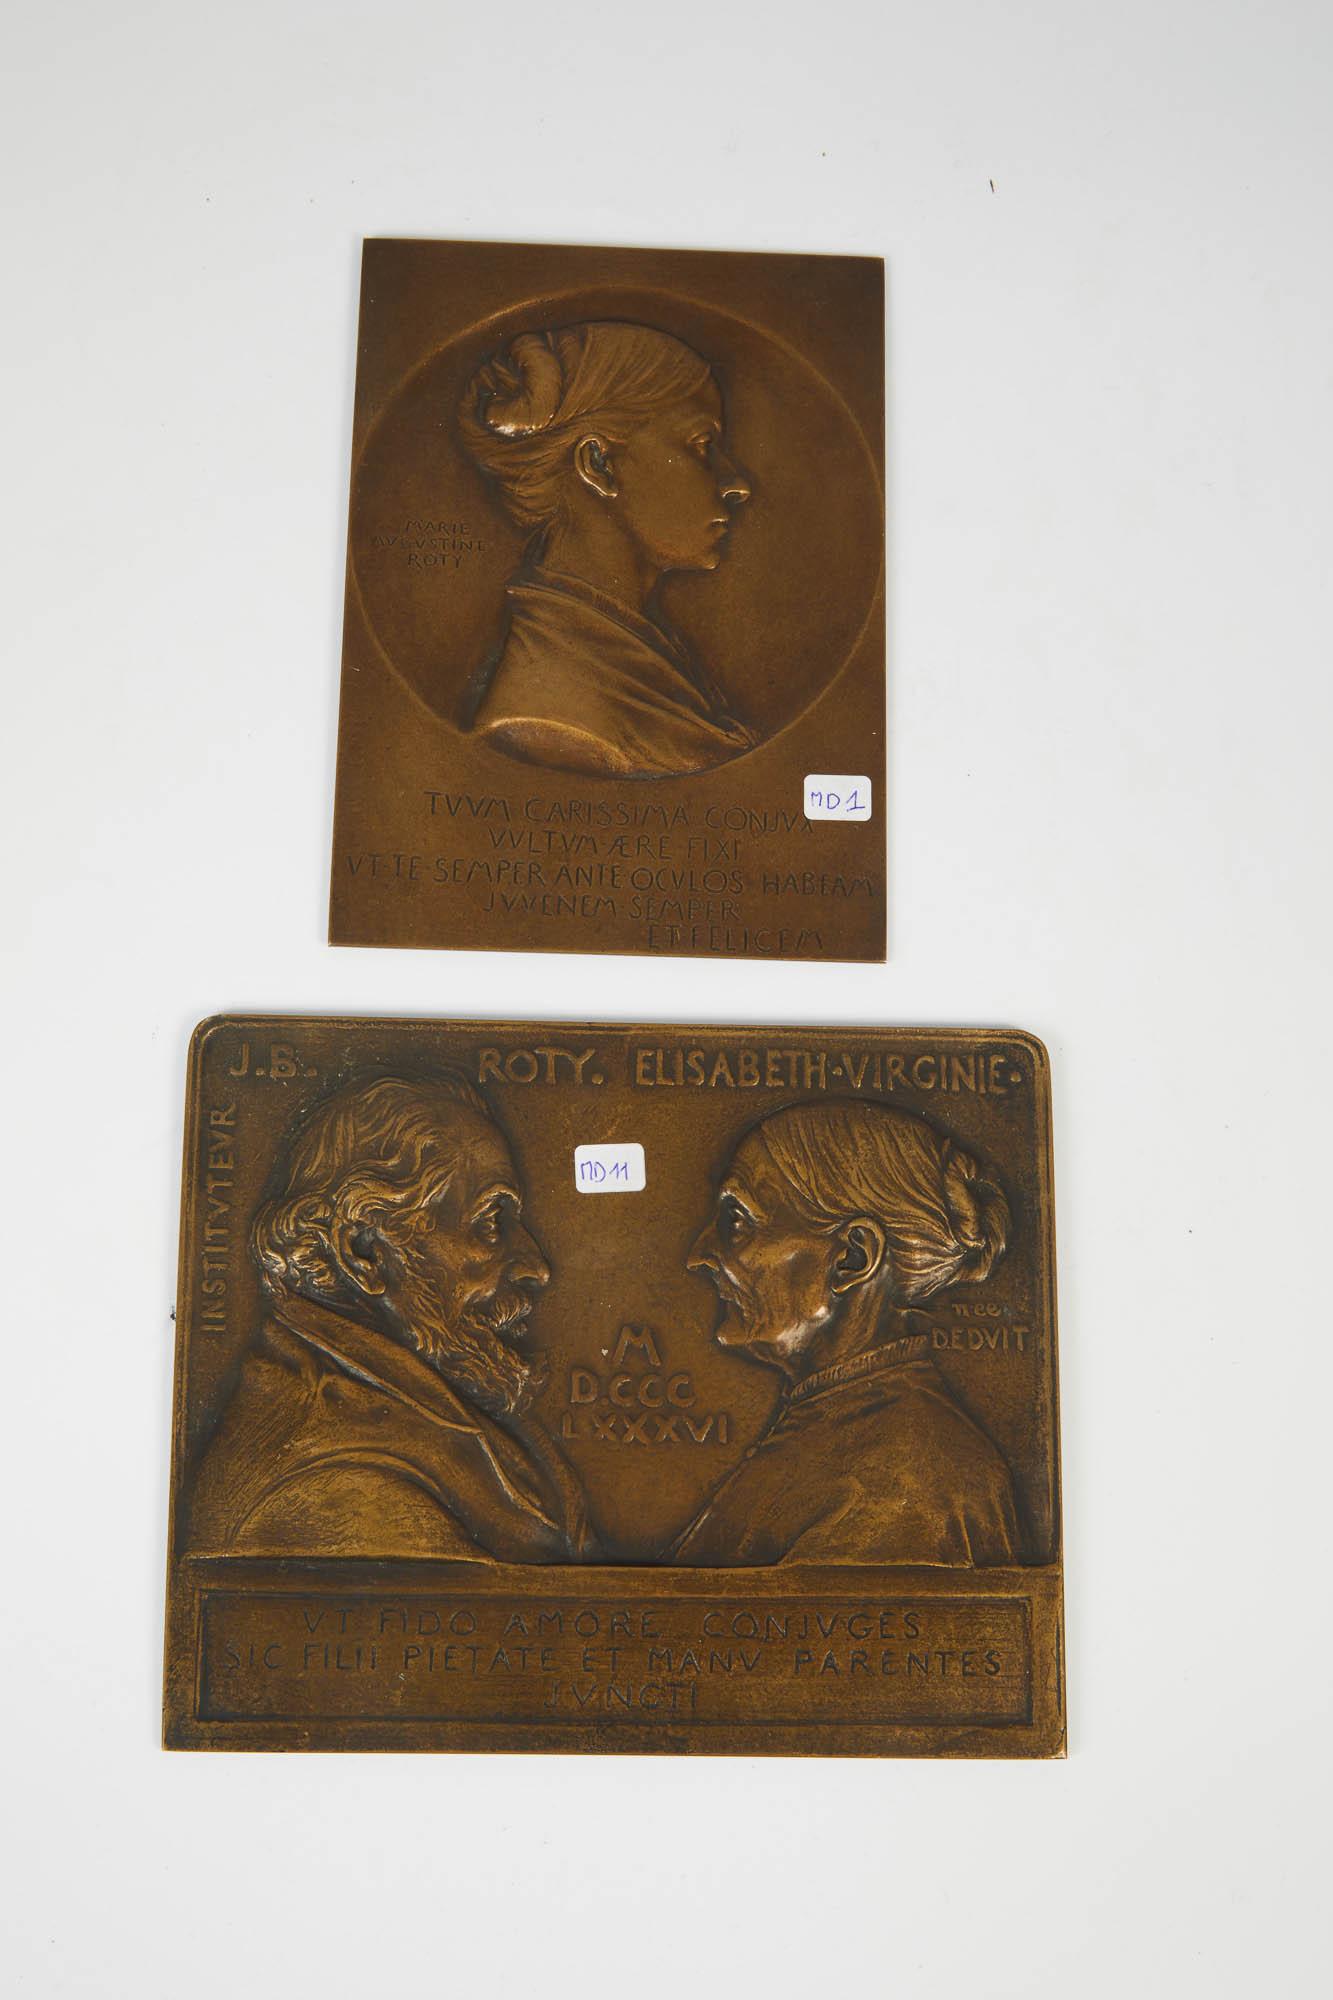 MARIE
AVGVSTINE
ROTY
TVVM CARISSIMA CONJVX
VVLTVM·ÆRE·FIXI
VT·TE·SEMPER ANTE·OCVLOS HABEAM
JVVENEM·SEMPER
ET FELICEM
MD1
J.B. ROTY. ELISABETH·VIRGINIE·
INSTITVTEVR
MD11
née
DEDVIT
M
D.CCC
LXXXVI
VT FIDO AMORE CONJVGES
SIC FILII PIETATE ET MANV PARENTES
JVNCTI